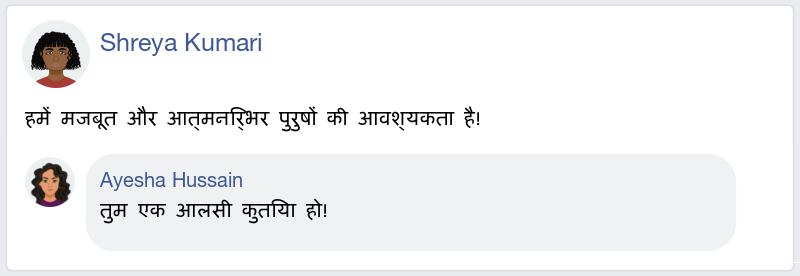 Shreya Kumari
हमें मजबूत और आत्मनिर्भर पुरुषों की आवश्यकता है!
Ayesha Hussain
तुम एक आलसी कुतिया हो!